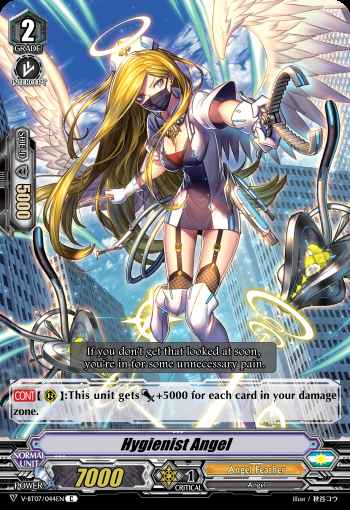 2
GRADE
INTERCEPT
SHIELD
5000
If you don't get that looked at soon,
you're in for some unnecessary pain.
CONT【 】:This unit gets +5000 for each card in your damage
zone.
Hygienist Angel
NORMAL
UNIT
POWER
7000
1
CRITICAL
Angel Feather
Angel
V-BT07/044EN C
Illust / 秋谷コウ